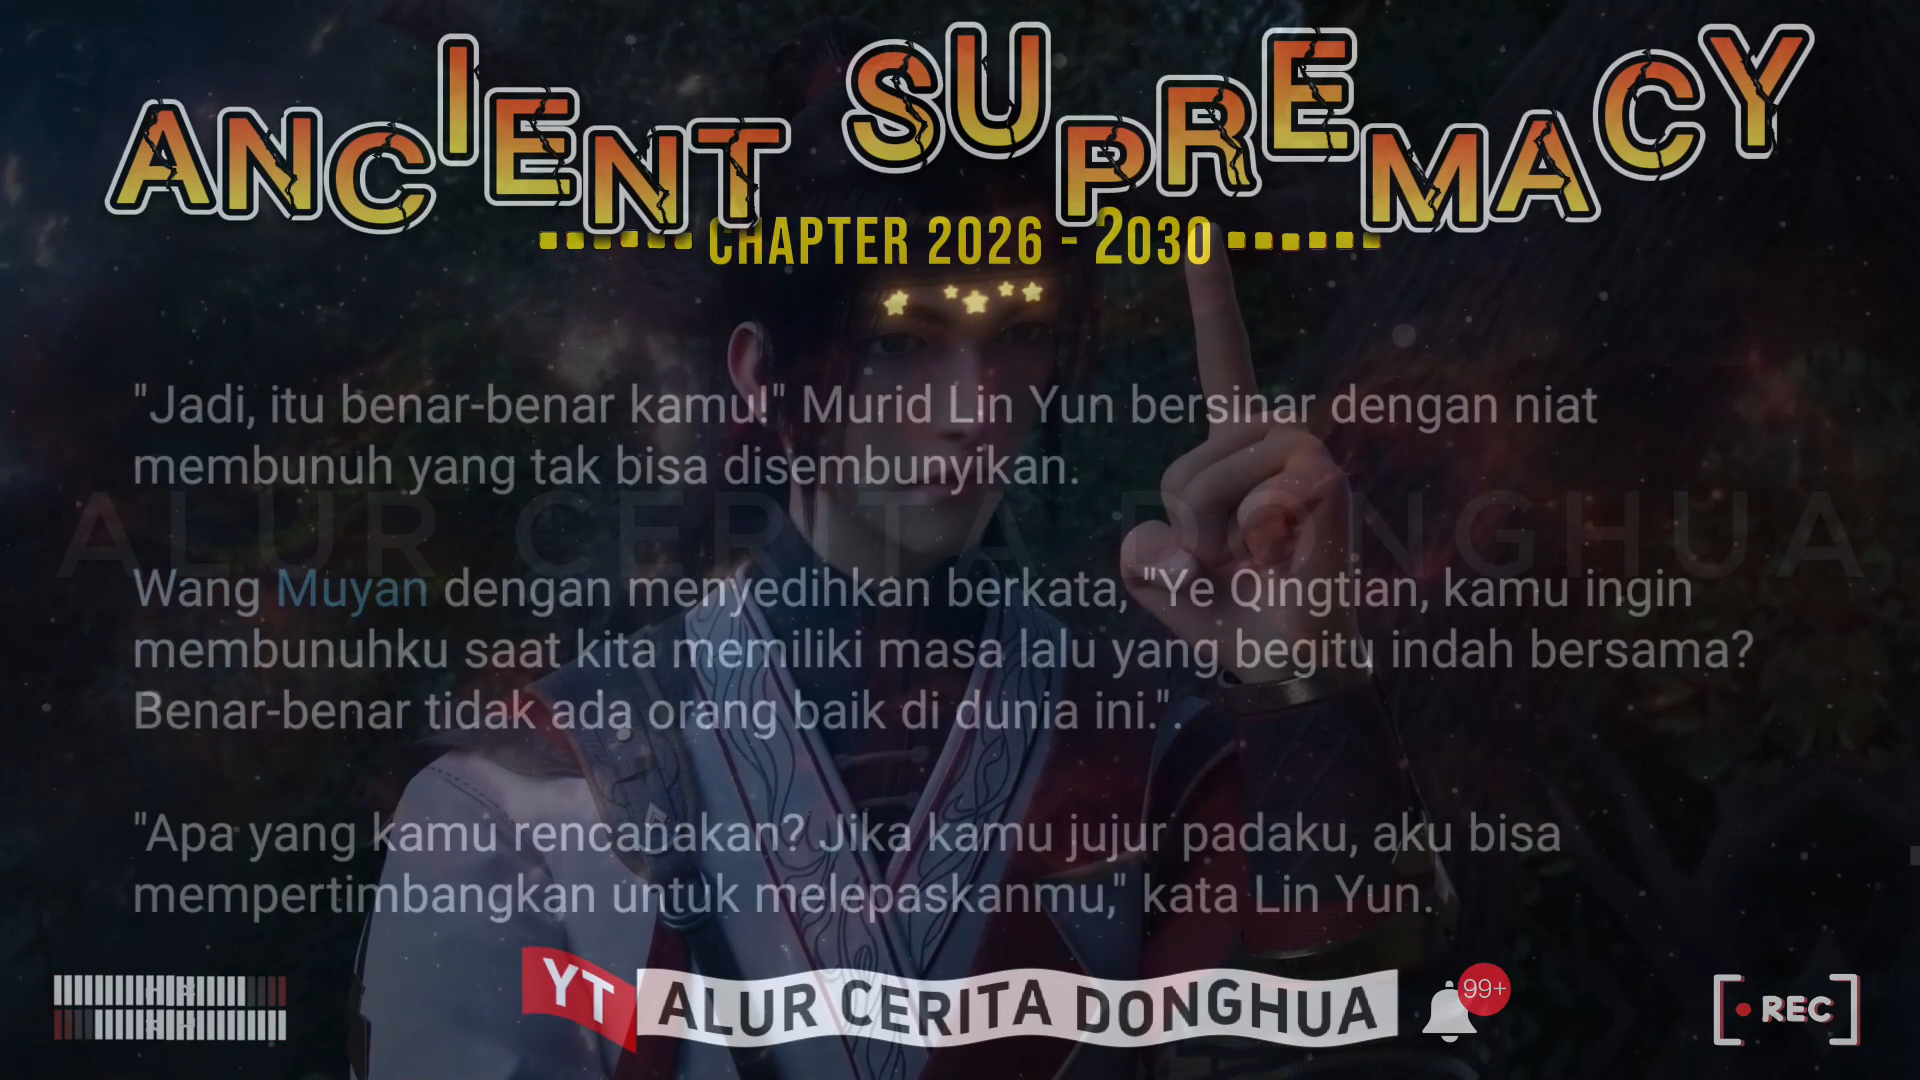 ANCIENT SUPREMACY
CHAPTER 2026 - 2030
"Jadi, itu benar-benar kamu!" Murid Lin Yun bersinar dengan niat
membunuh yang tak bisa disembunyikan.
ALUR CERITA DONGHUA
Wang Muyan dengan menyedihkan berkata, "Ye Qingtian, kamu ingin
membunuhku saat kita memiliki masa lalu yang begitu indah bersama?
Benar-benar tidak ada orang baik di dunia ini.".
"Apa yang kamu rencanakan? Jika kamu jujur padaku, aku bisa
mempertimbangkan untuk melepaskanmu," kata Lin Yun.
YT ALUR CERITA DONGHUA
99+
REC